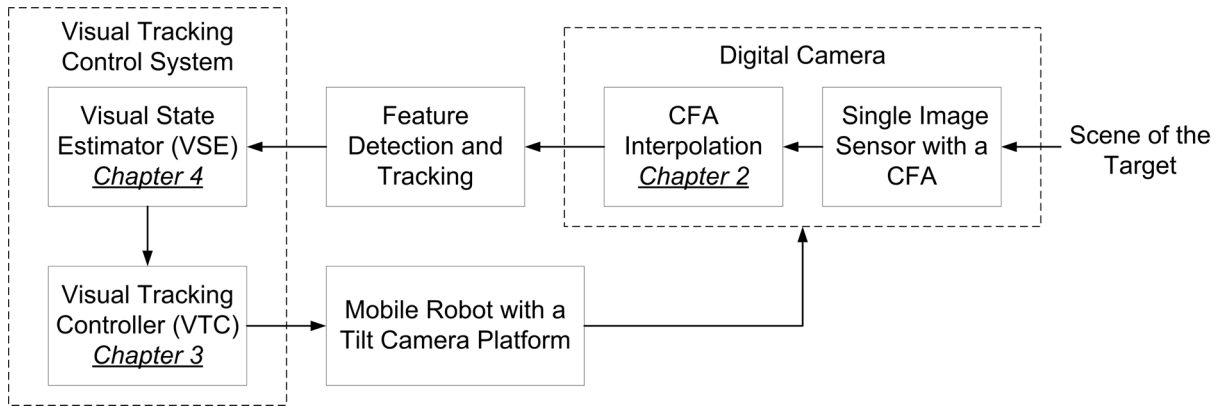 Visual Tracking
Control System
Visual State
Estimator (VSE)
Chapter 4
Visual Tracking
Controller (VTC)
Chapter 3
Feature
Detection and
Tracking
Mobile Robot with a
Tilt Camera Platform
Digital Camera
CFA
Interpolation
Chapter 2
Single Image
Sensor with a
CFA
Scene of the
Target